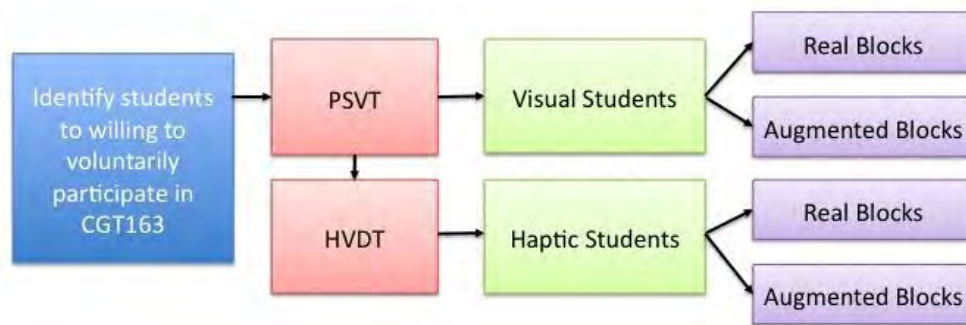 Identify students
to willing to
voluntarily
participate in
CGT163
PSVT
HVDT
Visual Students
Haptic Students
Real Blocks
Augmented Blocks
Real Blocks
Augmented Blocks